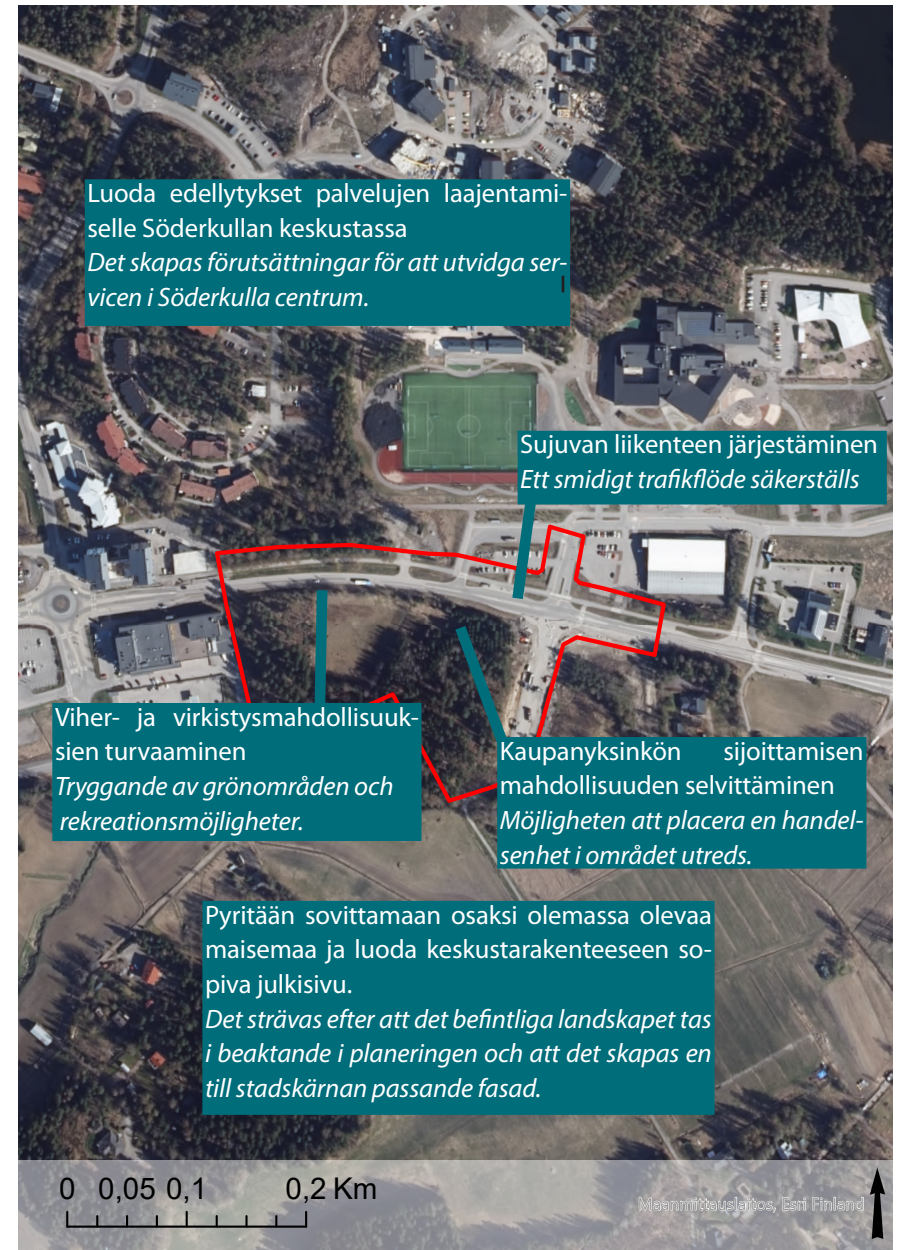 Luoda edellytykset palvelujen laajentami-
selle Söderkullan keskustassa
Det skapas förutsättningar för att utvidga ser-
vicen i Söderkulla centrum.
Sujuvan liikenteen järjestäminen
Ett smidigt trafikflöde säkerställs
Viher- ja virkistysmahdollisuuk-
sien turvaaminen
Tryggande av grönområden och
rekreationsmöjligheter.
Kaupanyksinkön sijoittamisen
mahdollisuuden selvittäminen
Möjligheten att placera en handel-
senhet i området utreds.
Pyritään sovittamaan osaksi olemassa olevaa
maisemaa ja luoda keskustarakenteeseen so-
piva julkisivu.
Det strävas efter att det befintliga landskapet tas
i beaktande i planeringen och att det skapas en
till stadskärnan passande fasad.
0 0,05 0,1 0,2 Km
Maanmittauslaitos, Esri Finland